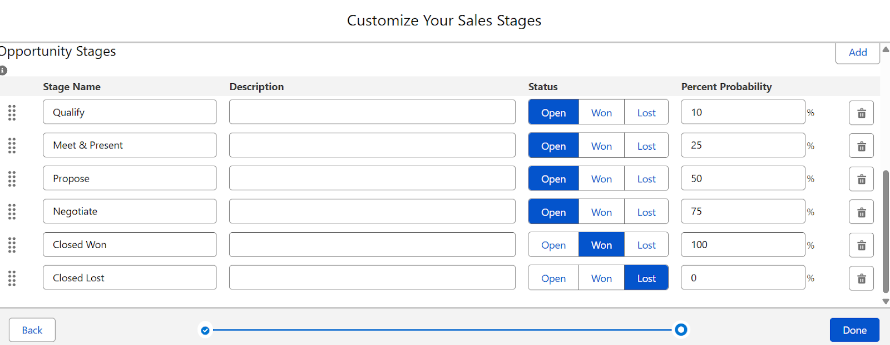 Customize Your Sales Stages
Opportunity Stages
Add
Stage Name Description Status Percent Probability
Qualify Open Won Lost 10 %
Meet & Present Open Won Lost 25 %
Propose Open Won Lost 50 %
Negotiate Open Won Lost 75 %
Closed Won Open Won Lost 100 %
Closed Lost Open Won Lost 0 %
Back Done